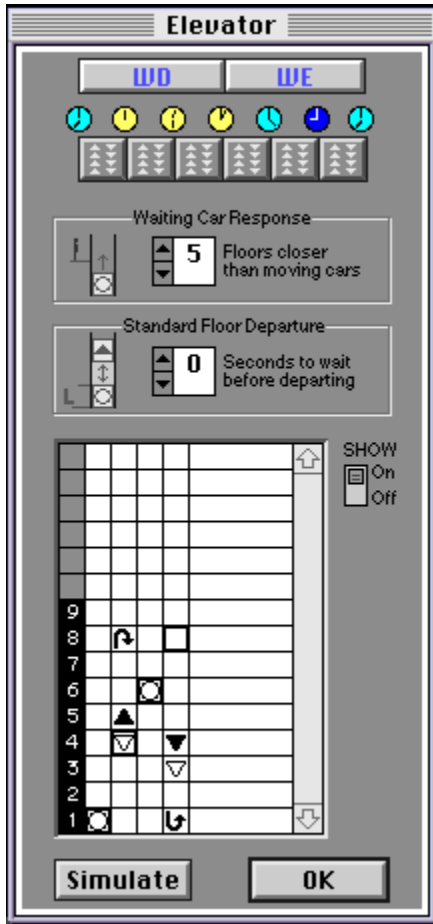 Elevator
WD WE
Waiting Car Response
5 Floors closer
than moving cars
Standard Floor Departure
0 Seconds to wait
before departing
SHOW
On
Off
9
8
7
6
5
4
3
2
1
Simulate OK